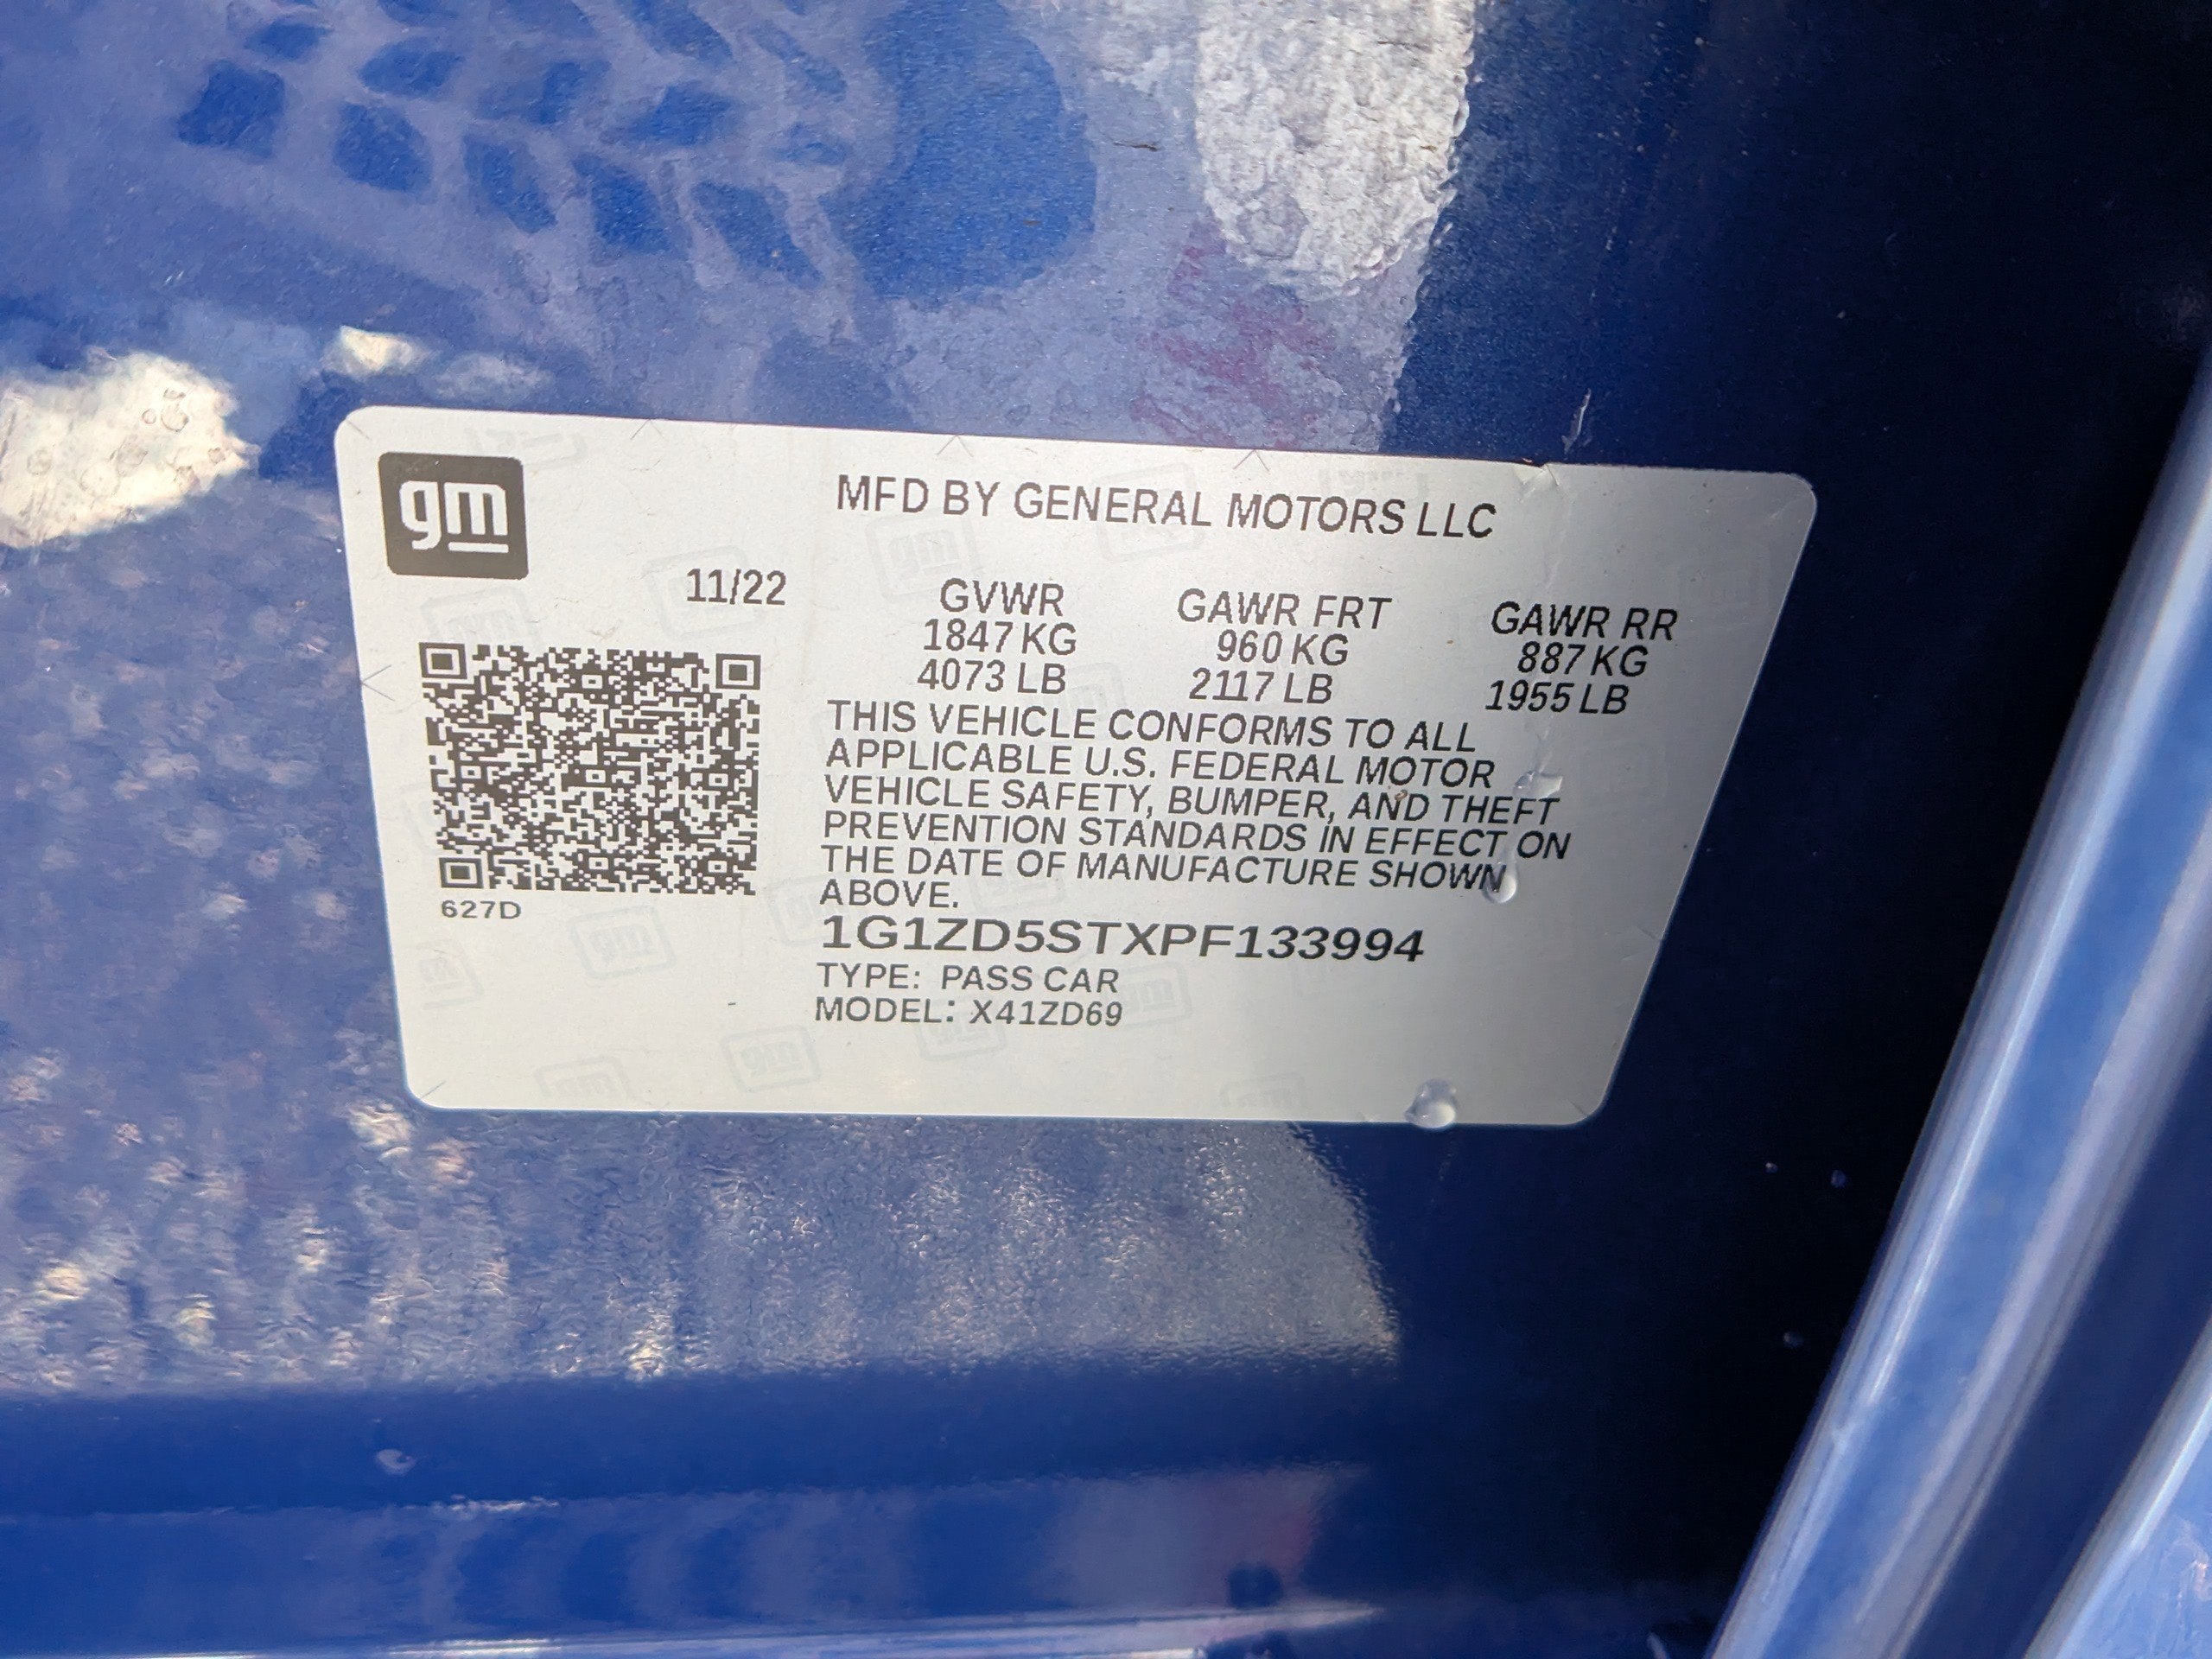 gm
MFD BY GENERAL MOTORS LLC
11/22
GVWR GAWR FRT GAWR RR
1847 KG 960 KG 887 KG
4073 LB 2117 LB 1955 LB
THIS VEHICLE CONFORMS TO ALL
APPLICABLE U.S. FEDERAL MOTOR
VEHICLE SAFETY, BUMPER, AND THEFT
PREVENTION STANDARDS IN EFFECT ON
THE DATE OF MANUFACTURE SHOWN
ABOVE.
627D
1G1ZD5STXPF133994
TYPE: PASS CAR
MODEL: X41ZD69